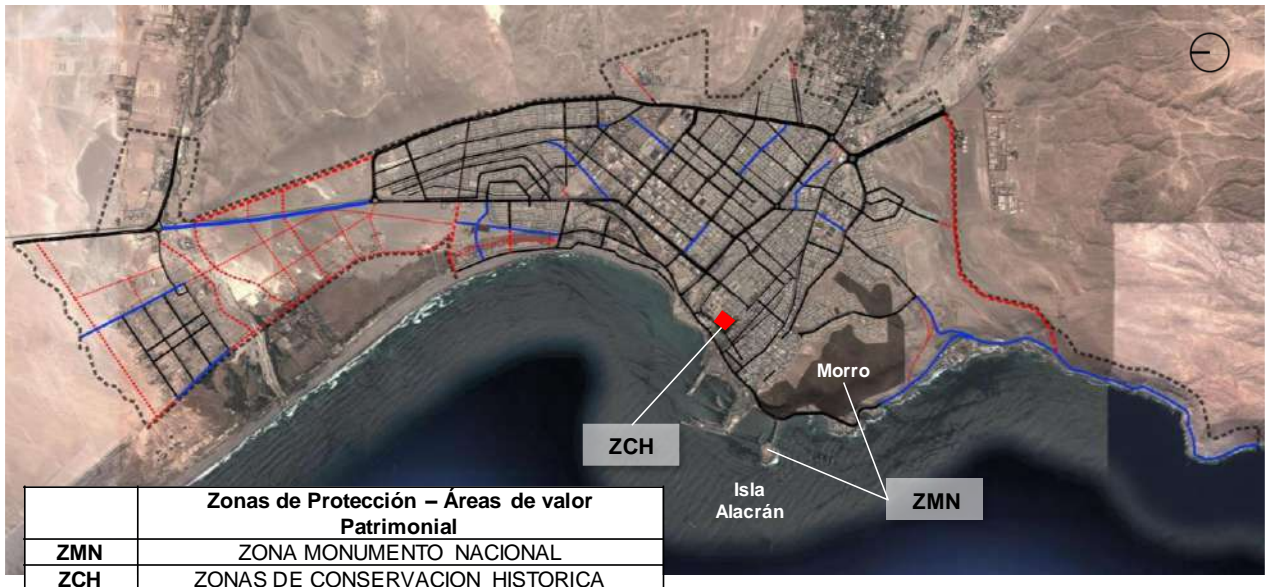 Morro
ZCH
Isla
Alacrán
ZMN
Zonas de Protección – Áreas de valor
Patrimonial
ZMN ZONA MONUMENTO NACIONAL
ZCH ZONAS DE CONSERVACION HISTORICA